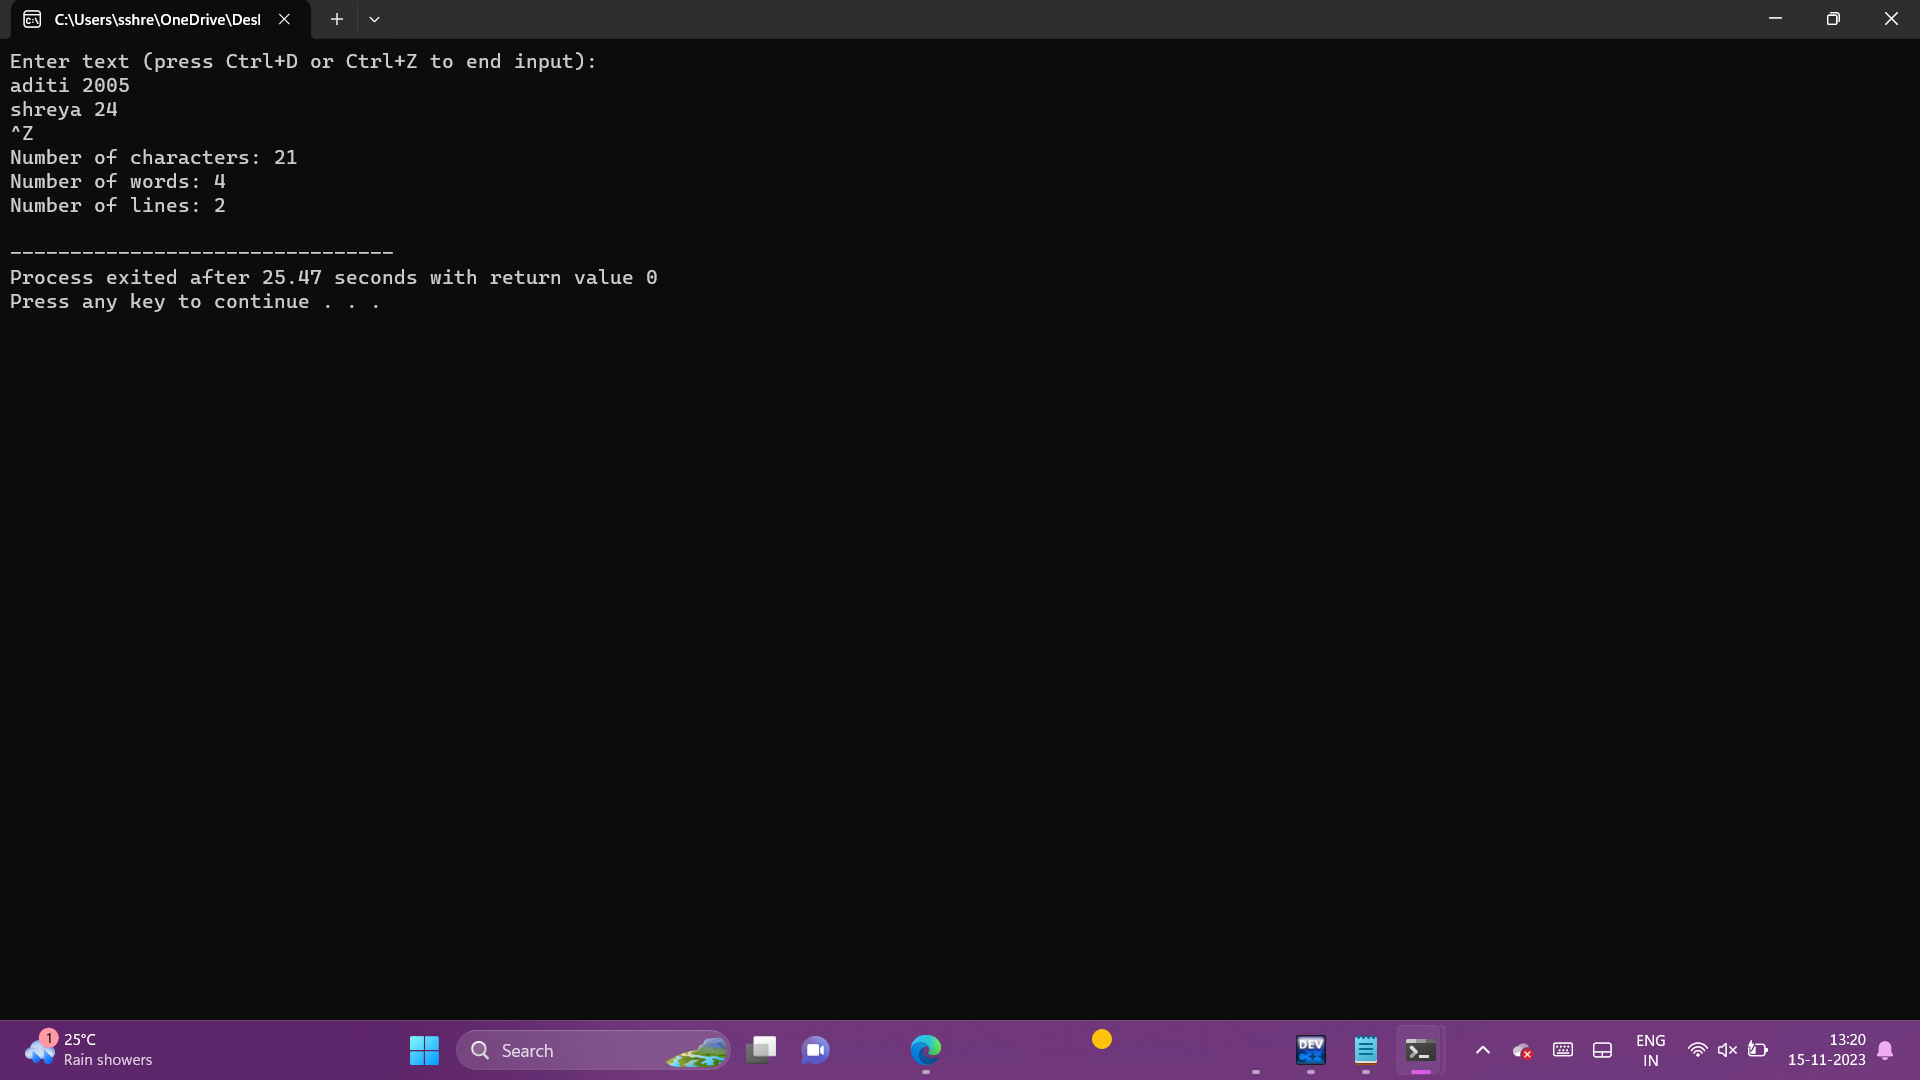 C:\Users\sshre\OneDrive\Desl
Enter text (press Ctrl+D or Ctrl+Z to end input):
aditi 2005
shreya 24
^Z
Number of characters: 21
Number of words: 4
Number of lines: 2
--------------------------------
Process exited after 25.47 seconds with return value 0
Press any key to continue . . .
1
25°C
Rain showers
Search
DEV
C++
ENG
IN
13:20
15-11-2023